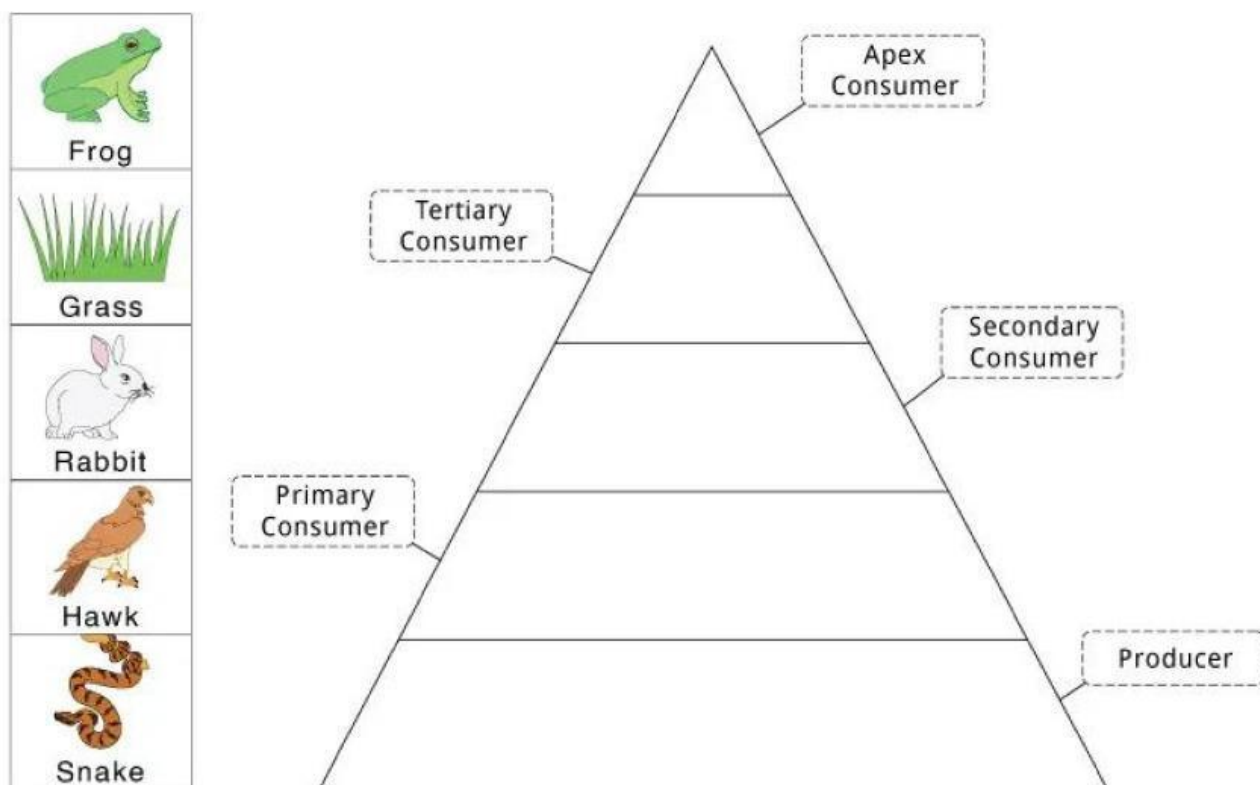 Frog
Grass
Rabbit
Hawk
Snake
Apex
Consumer
Tertiary
Consumer
Secondary
Consumer
Primary
Consumer
Producer